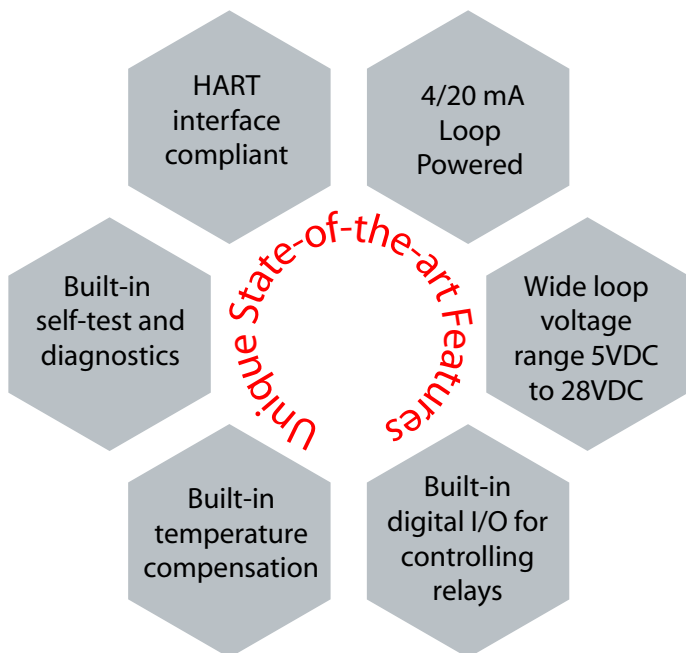 HART
interface
compliant
4/20 mA
Loop
Powered
Unique State-of-the-art Features
Built-in
self-test and
diagnostics
Wide loop
voltage
range 5VDC
to 28VDC
Built-in
temperature
compensation
Built-in
digital I/O for
controlling
relays